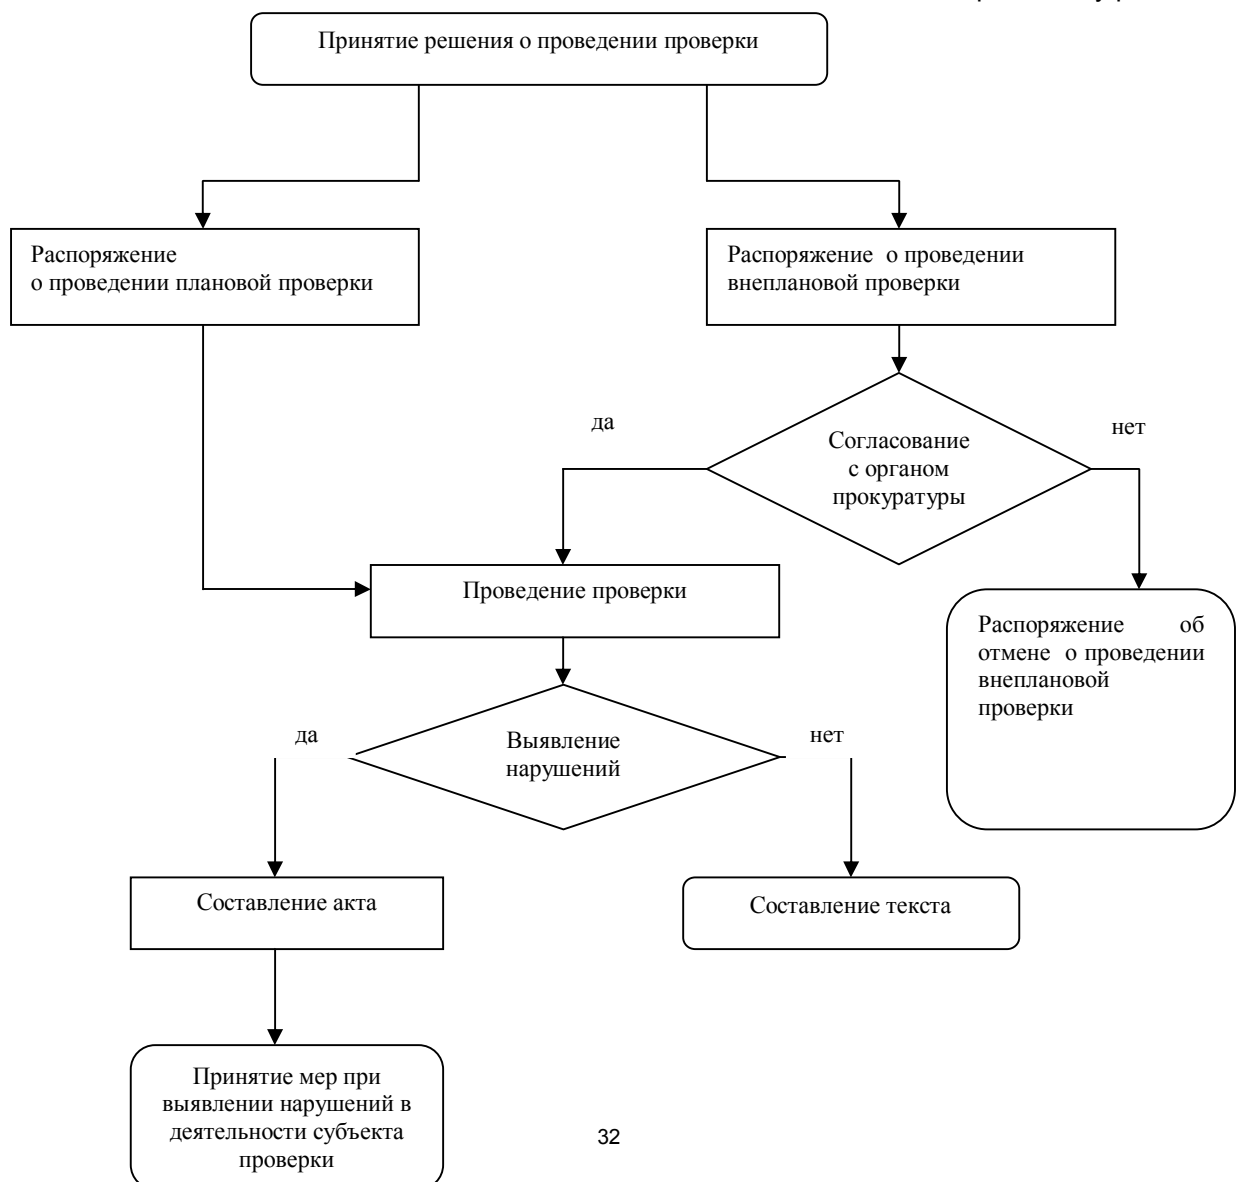 Принятие решения о проведении проверки
Распоряжение
о проведении плановой проверки
Распоряжение о проведении
внеплановой проверки
да
нет
Согласование
с органом
прокуратуры
Проведение проверки
Распоряжение об
отмене о проведении
внеплановой
проверки
да
нет
Выявление
нарушений
Составление акта
Составление текста
Принятие мер при
выявлении нарушений в
деятельности субъекта
проверки
32